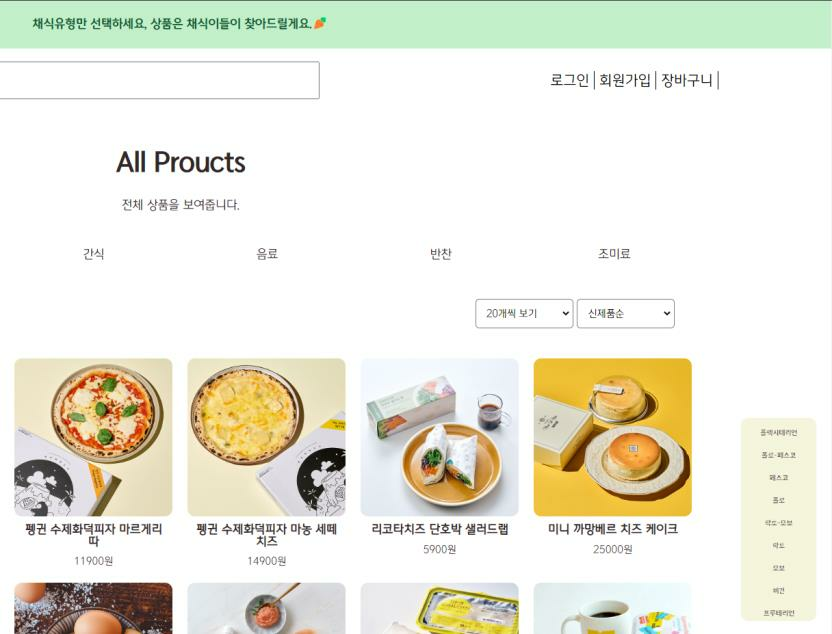 채식유형만 선택하세요, 상품은 채식이들이 찾아드릴게요.🥕
로그인 | 회원가입 | 장바구니 |
All Proucts
전체 상품을 보여줍니다.
간식 음료 반찬 조미료
20개씩 보기 신제품순
펭귄 수제화덕피자 마르게리
따
11900원
펭귄 수제화덕피자 마농 세떼
치즈
14900원
리코타치즈 단호박 샐러드랩
5900원
미니 까망베르 치즈 케이크
25000원
플렉시테리언
폴로-페스코
페스코
폴로
락토-오보
락토
오보
비건
프루테리언